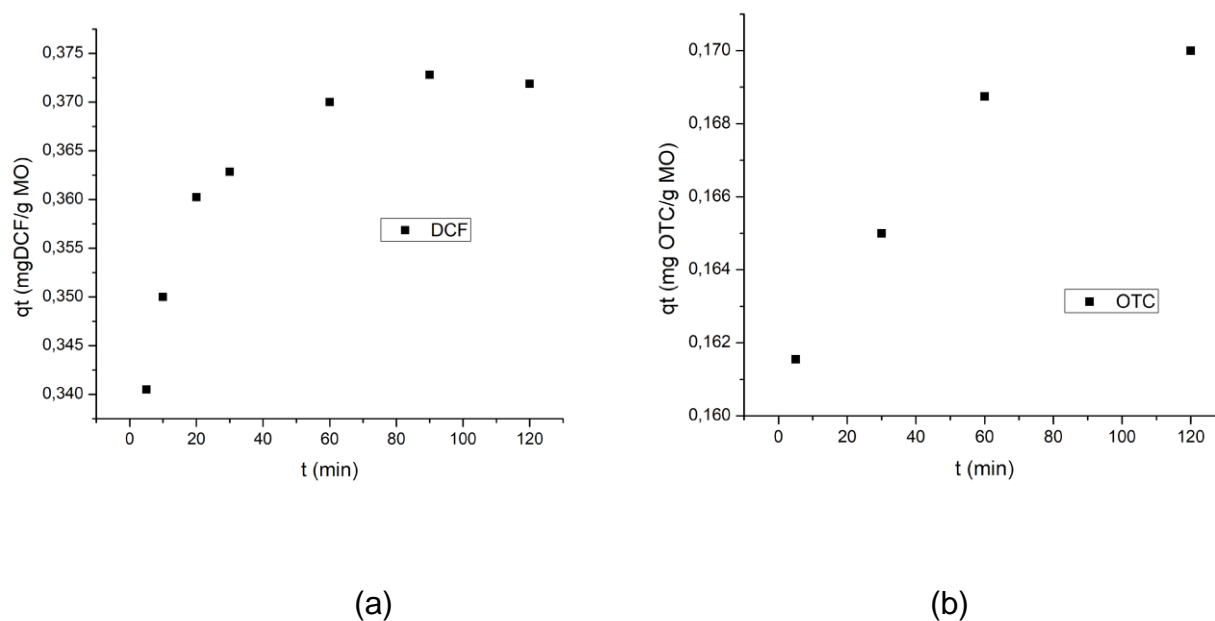 0,375
0,370
0,365
0,360
0,355
0,350
0,345
0,340
qt (mgDCF/g MO)
DCF
0 20 40 60 80 100 120
t (min)
(a)
0,170
0,168
0,166
0,164
0,162
0,160
qt (mg OTC/g MO)
OTC
0 20 40 60 80 100 120
t (min)
(b)